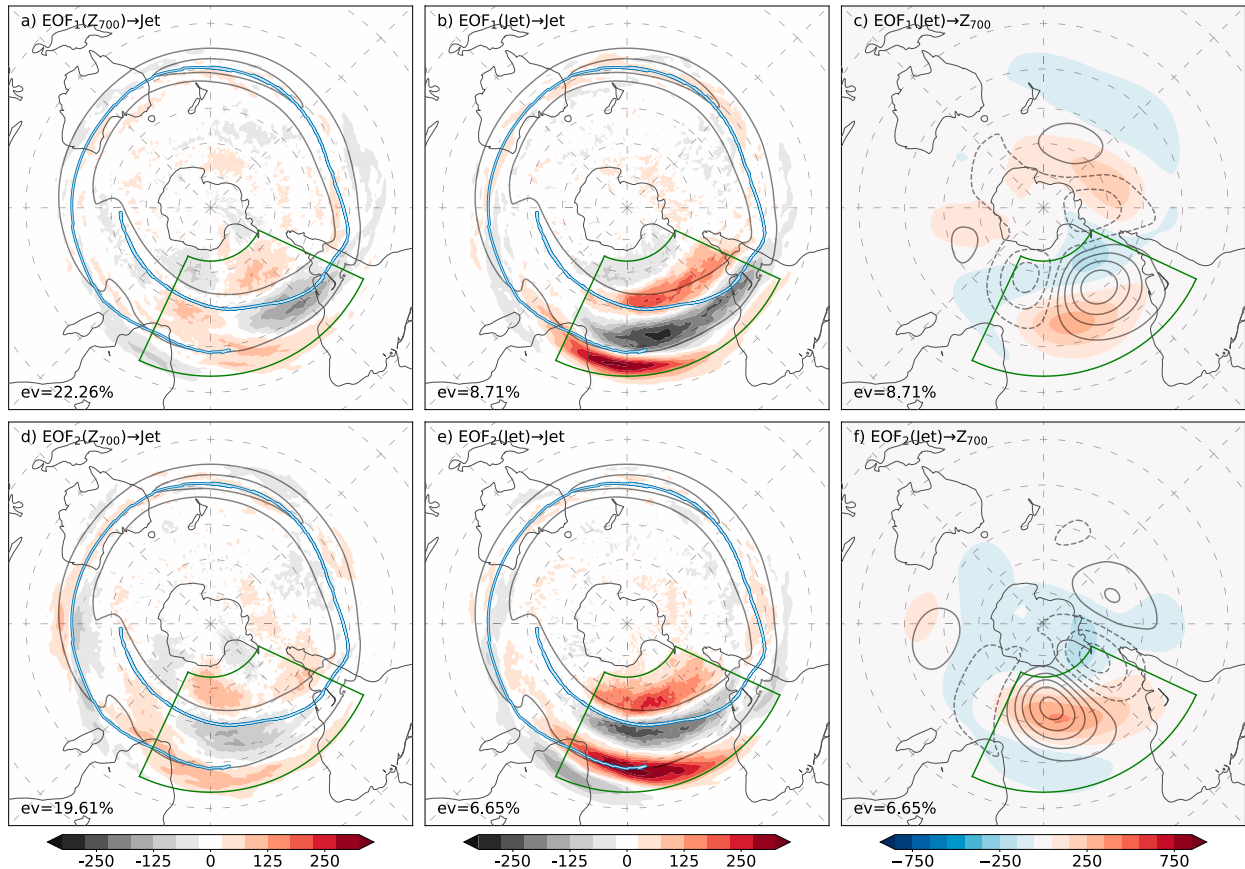 a) EOF₁(Z₇₀₀)→Jet
b) EOF₁(Jet)→Jet
c) EOF₁(Jet)→Z₇₀₀
ev=22.26%
ev=8.71%
ev=8.71%
d) EOF₂(Z₇₀₀)→Jet
e) EOF₂(Jet)→Jet
f) EOF₂(Jet)→Z₇₀₀
ev=19.61%
ev=6.65%
ev=6.65%
-250 -125 0 125 250
-250 -125 0 125 250
−750 −250 0 250 750